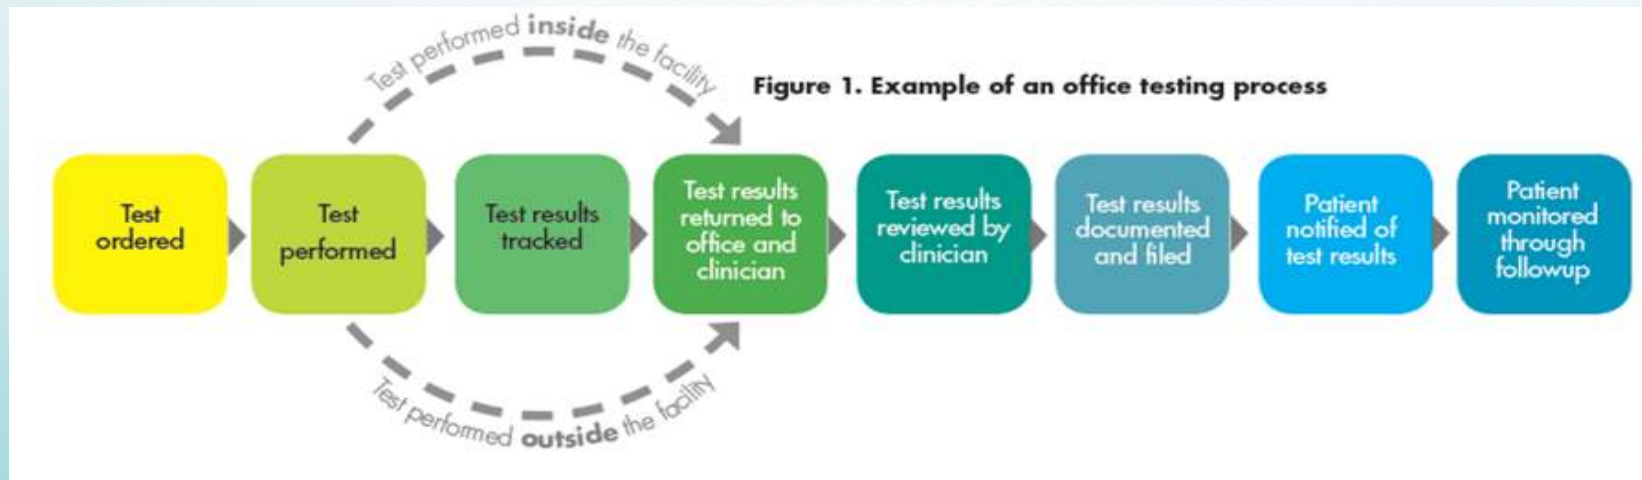 Test performed inside the facility
Figure 1. Example of an office testing process
Test
ordered
Test
performed
Test results
tracked
Test results
returned to
office and
clinician
Test results
reviewed by
clinician
Test results
documented
and filed
Patient
notified of
test results
Patient
monitored
through
followup
Test performed outside the facility